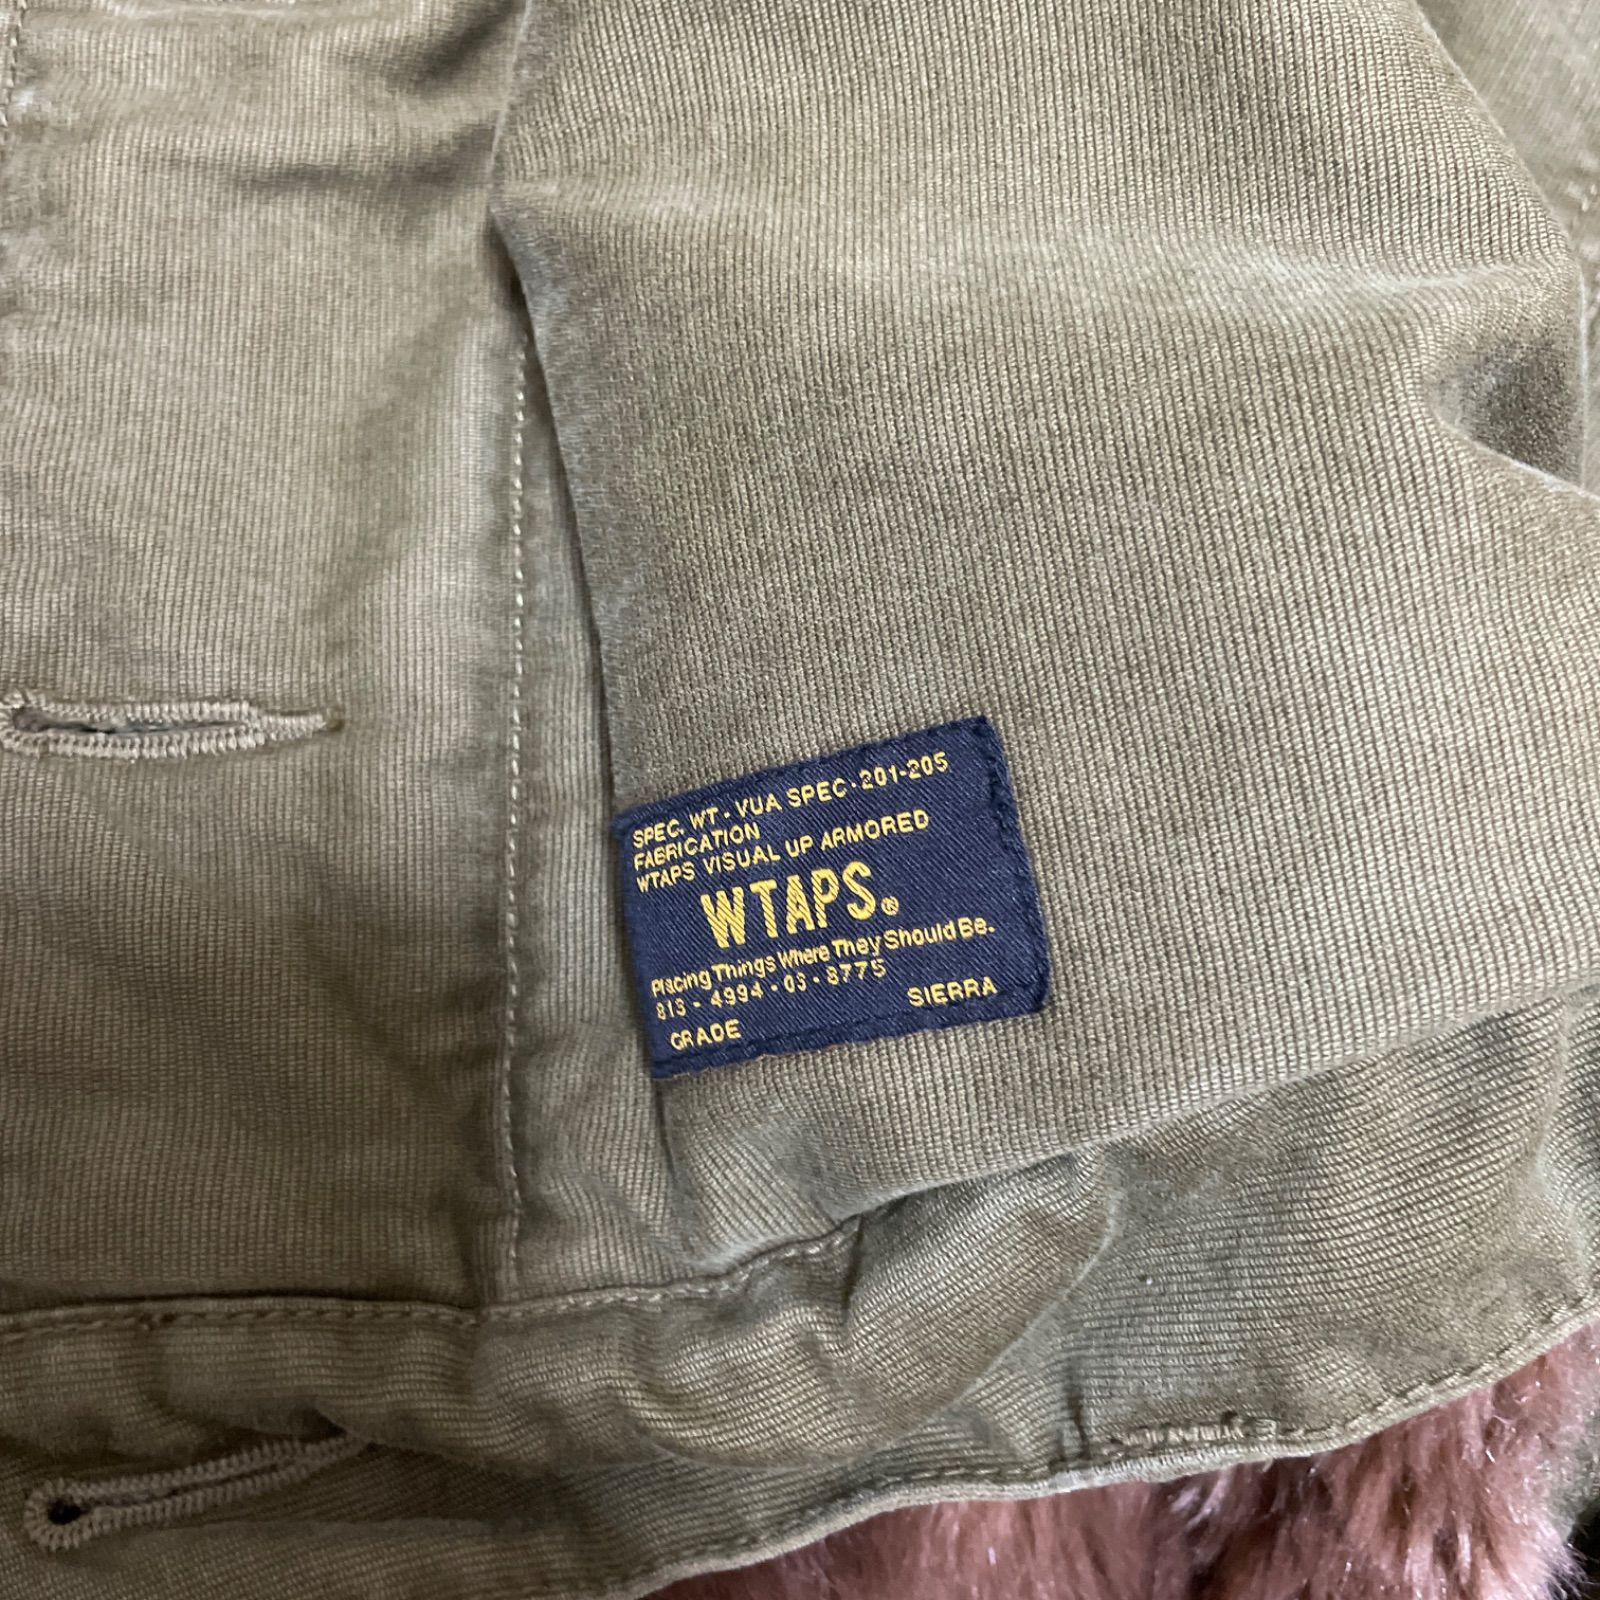 SPEC. WT - VUA SPEC - 201-205
FABRICATION
WTAPS VISUAL UP ARMORED
WTAPS.®
Placing Things Where They Should Be.
813 - 4994 - 03 - 8775
GRADE SIERRA